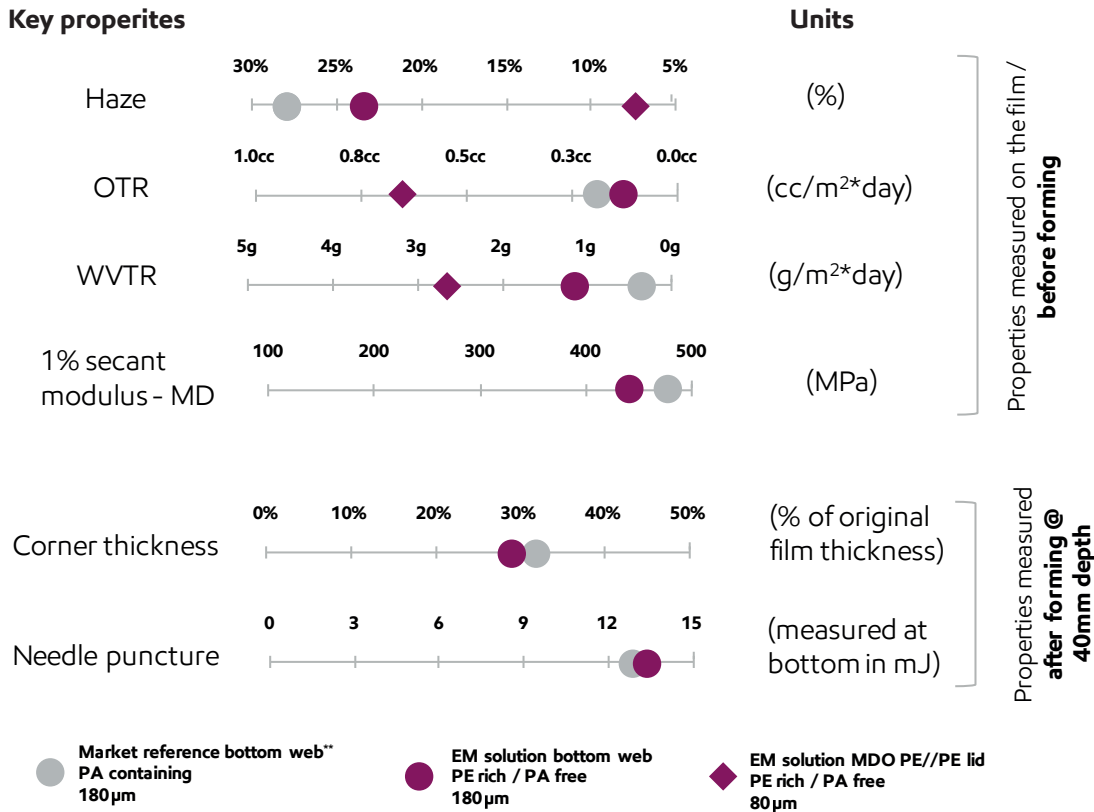 Key properites
Units
30% 25% 20% 15% 10% 5%
Haze
(%)
1.0cc 0.8cc 0.5cc 0.3cc 0.0cc
OTR
(cc/m²*day)
5g 4g 3g 2g 1g 0g
WVTR
(g/m²*day)
100 200 300 400 500
1% secant
modulus - MD
(MPa)
Properties measured on the film /
before forming
0% 10% 20% 30% 40% 50%
Corner thickness
(% of original
film thickness)
0 3 6 9 12 15
Needle puncture
(measured at
bottom in mJ)
Properties measured
after forming @
40mm depth
Market reference bottom web**
PA containing
180µm
EM solution bottom web
PE rich / PA free
180µm
EM solution MDO PE//PE lid
PE rich / PA free
80µm